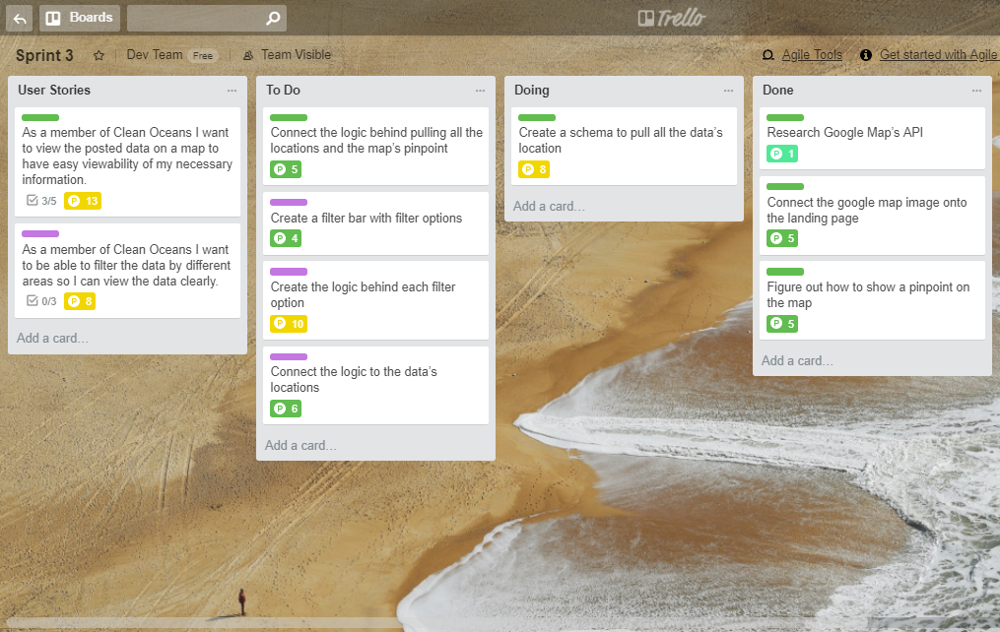 Boards
Trello
Sprint 3
Dev Team Free
Team Visible
Agile Tools
Get started with Agile
User Stories
As a member of Clean Oceans I want
to view the posted data on a map to
have easy viewability of my necessary
information.
3/5 P 13
As a member of Clean Oceans I want
to be able to filter the data by different
areas so I can view the data clearly.
0/3 P 8
Add a card…
To Do
Connect the logic behind pulling all the
locations and the map’s pinpoint
P 5
Create a filter bar with filter options
P 4
Create the logic behind each filter
option
P 10
Connect the logic to the data’s
locations
P 6
Add a card…
Doing
Create a schema to pull all the data’s
location
P 8
Add a card…
Done
Research Google Map’s API
P 1
Connect the google map image onto
the landing page
P 5
Figure out how to show a pinpoint on
the map
P 5
Add a card…